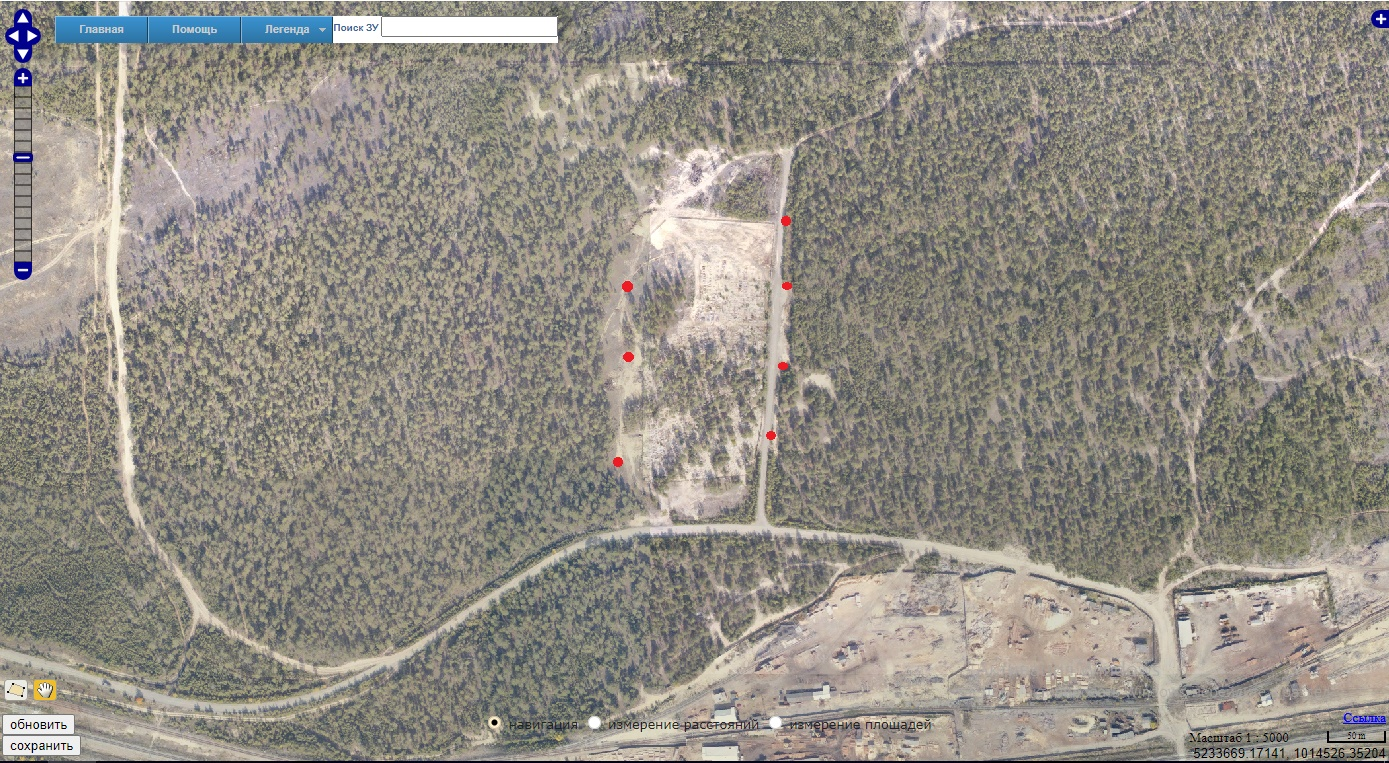 Главная Помощь Легенда Поиск ЗУ
обновить
сохранить
навигация измерение расстояний измерение площадей
Ссылка
Масштаб 1 : 5000 50 m
5233669.17141, 1014526.35204